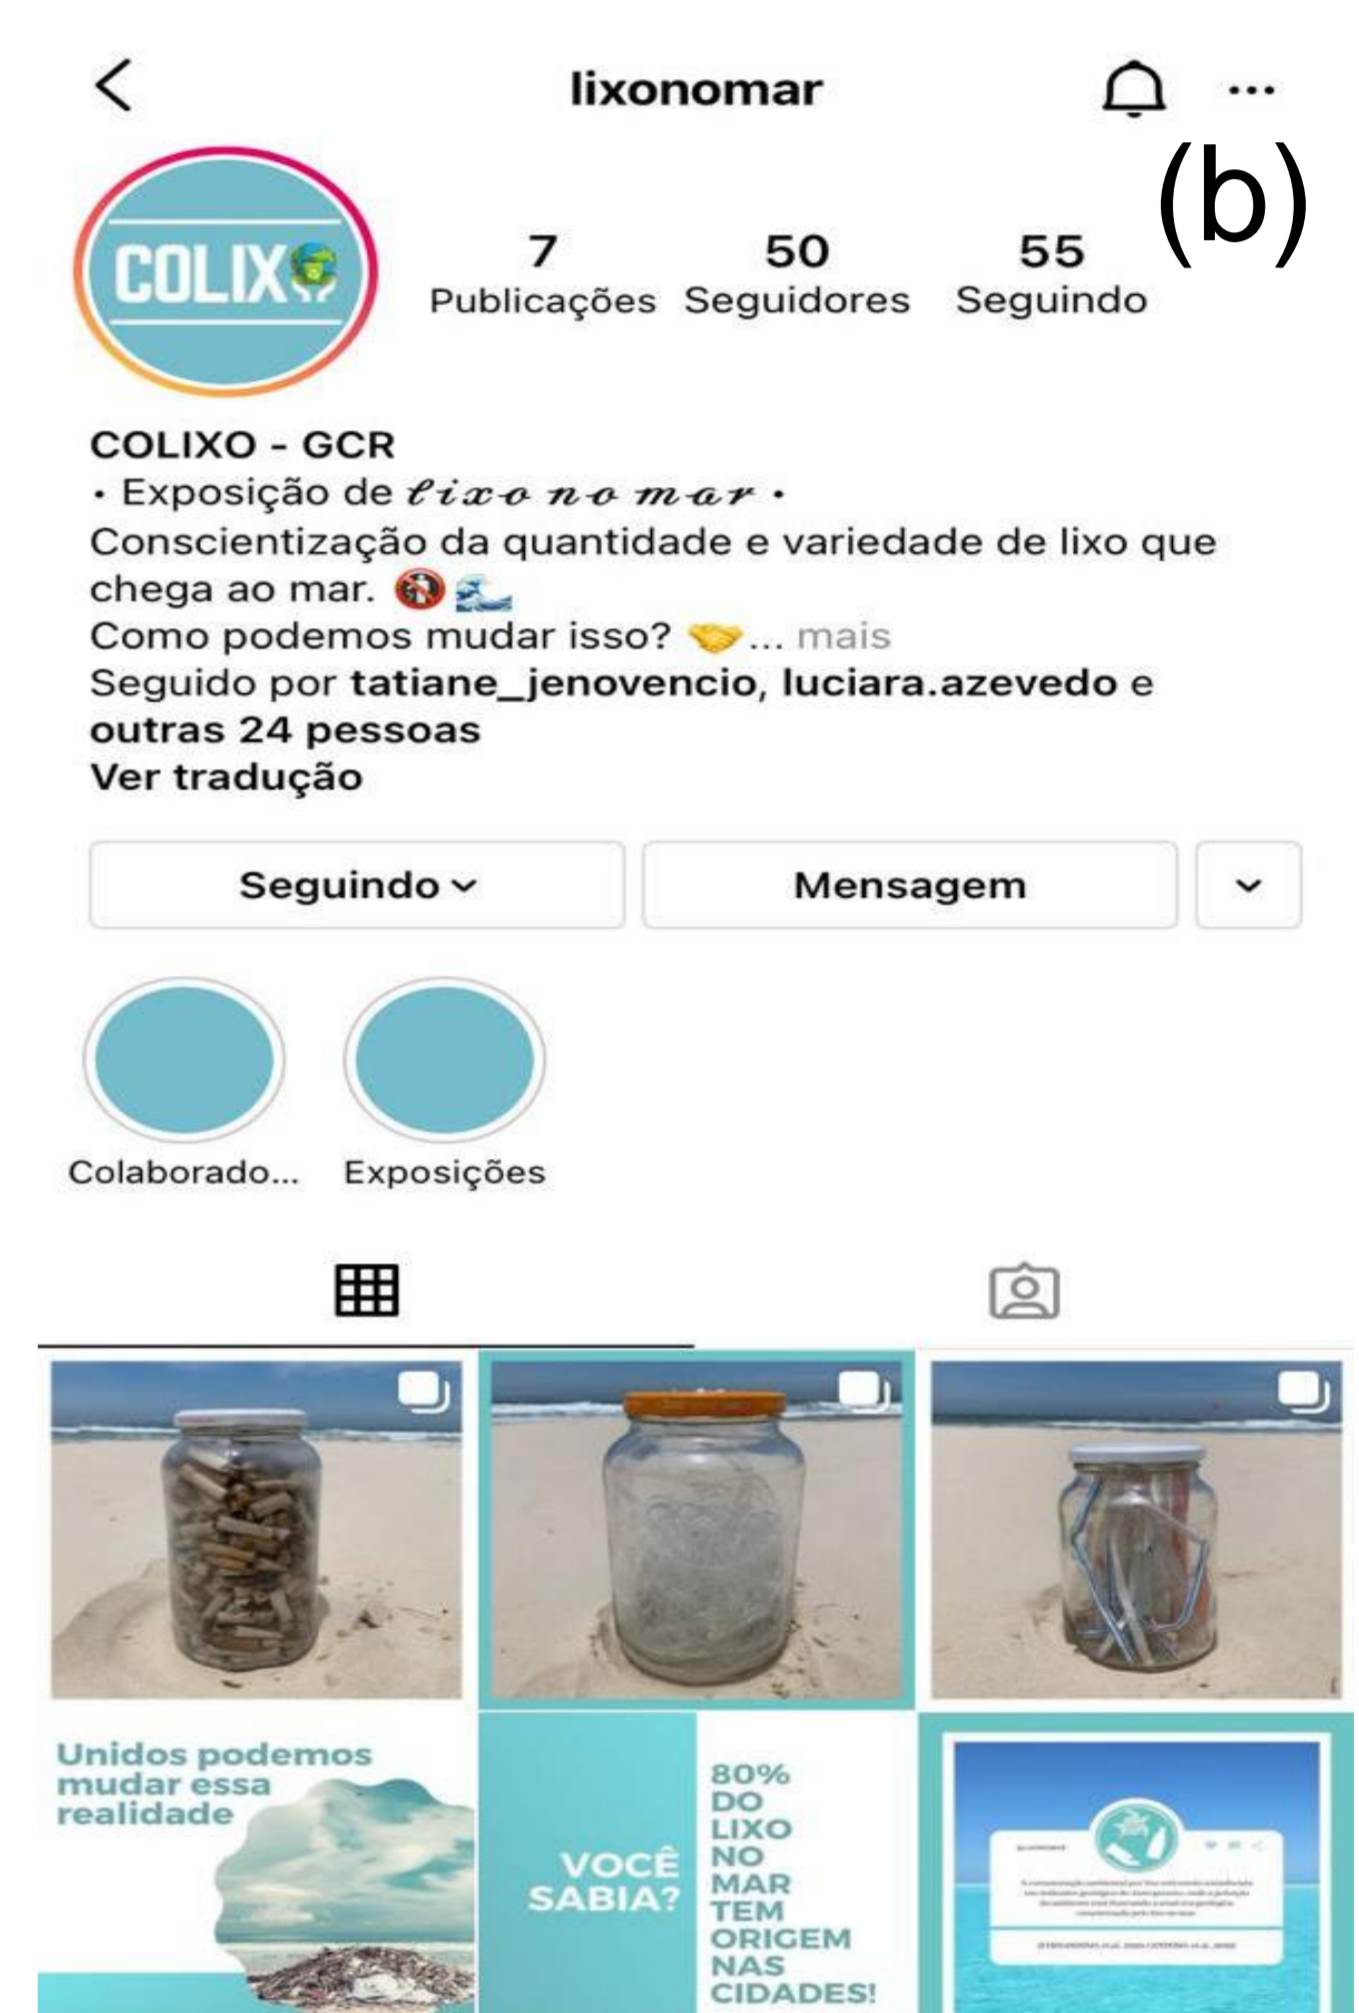 lixonomar
(b)
COLIXO
7
50
55
Publicações
Seguidores
Seguindo
COLIXO - GCR
• Exposição de lixo no mar •
Conscientização da quantidade e variedade de lixo que
chega ao mar.
Como podemos mudar isso? ... mais
Seguido por tatiane_jenovencio, luciara.azevedo e
outras 24 pessoas
Ver tradução
Seguindo
Mensagem
Colaborado...
Exposições
Unidos podemos
mudar essa
realidade
VOCÊ
SABIA?
80%
DO
LIXO
NO
MAR
TEM
ORIGEM
NAS
CIDADES!